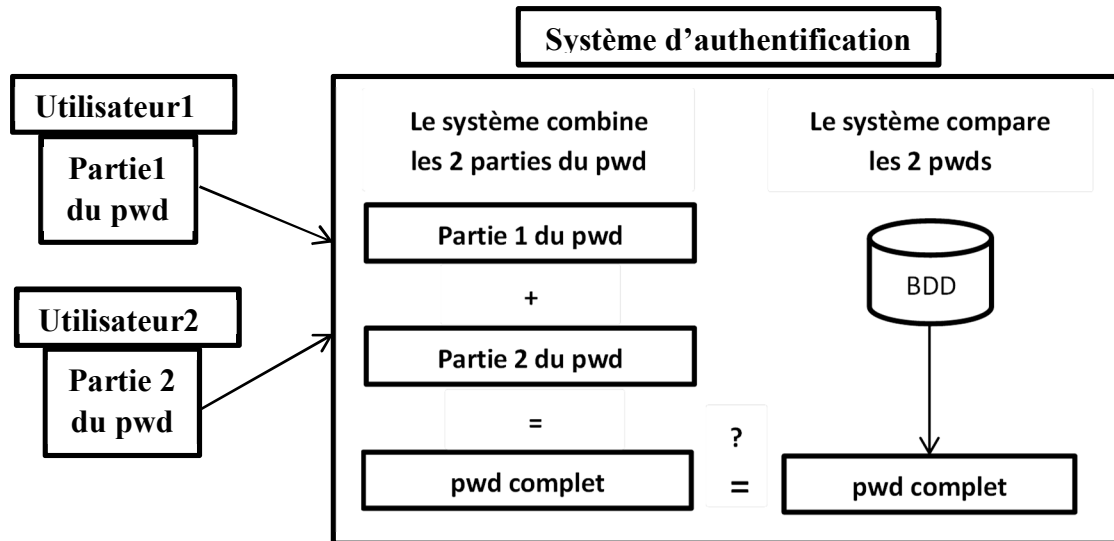 Système d’authentification
Utilisateur1
Partie1
du pwd
Utilisateur2
Partie 2
du pwd
Le système combine
les 2 parties du pwd
Partie 1 du pwd
+
Partie 2 du pwd
=
pwd complet
?
=
Le système compare
les 2 pwds
BDD
pwd complet